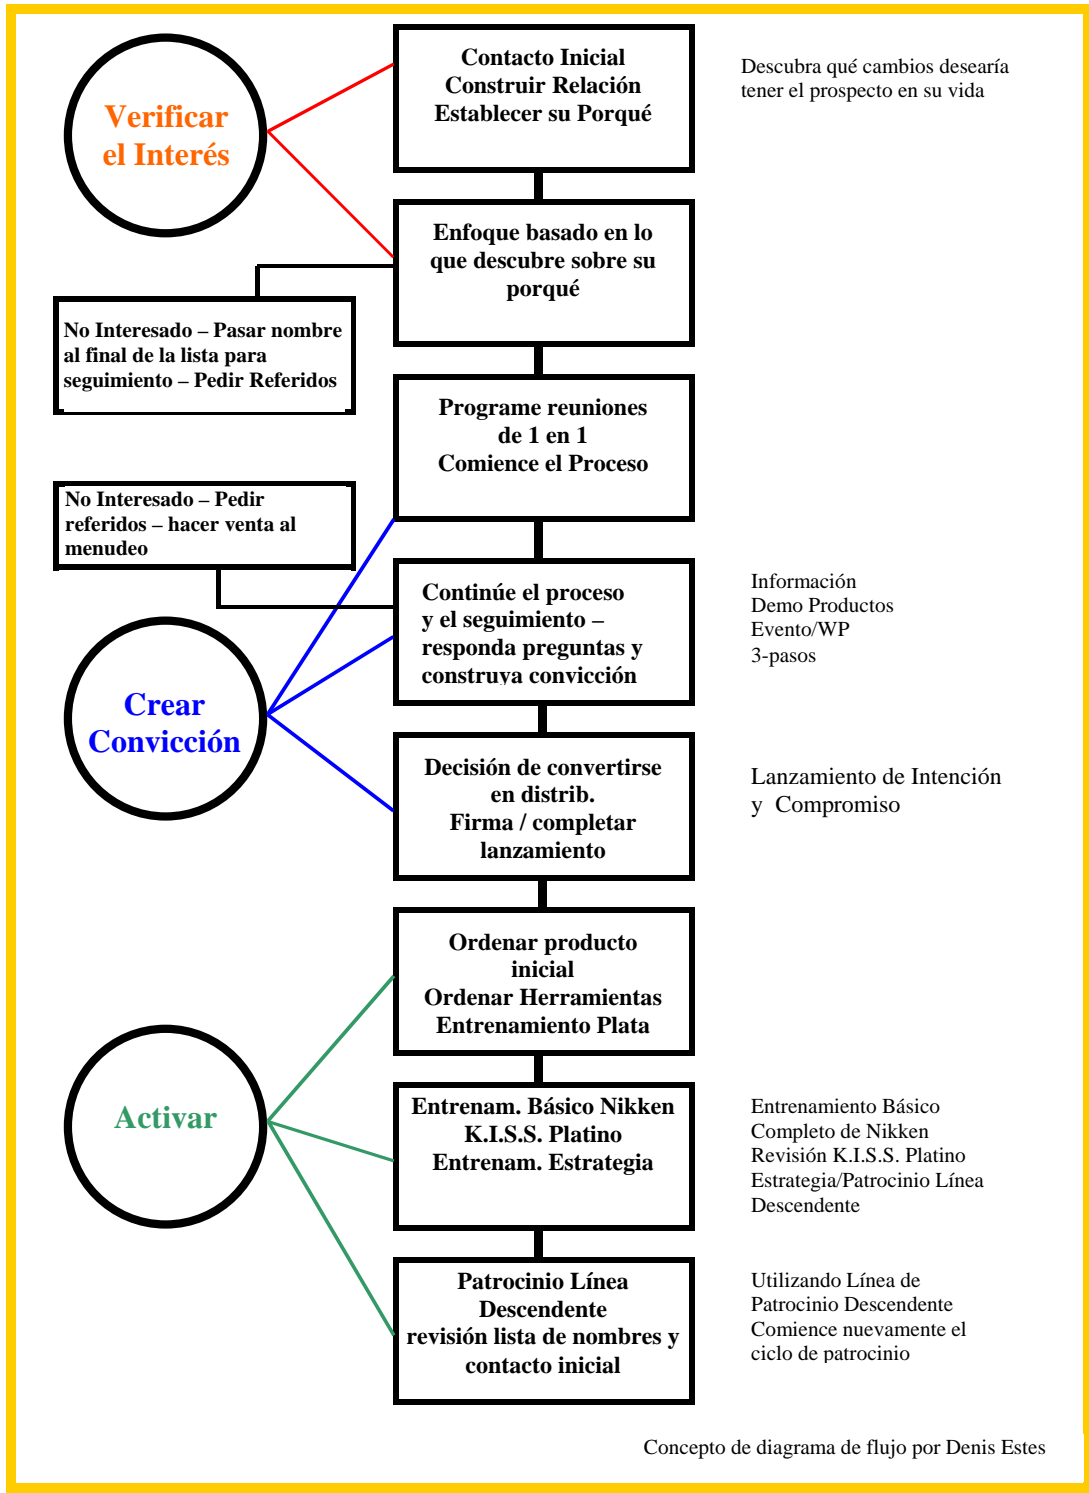 Contacto Inicial
Construir Relación
Establecer su Porqué
Descubra qué cambios desearía
tener el prospecto en su vida
Verificar
el Interés
Enfoque basado en lo
que descubre sobre su
porqué
No Interesado – Pasar nombre
al final de la lista para
seguimiento – Pedir Referidos
Programe reuniones
de 1 en 1
Comience el Proceso
No Interesado – Pedir
referidos – hacer venta al
menudeo
Continúe el proceso
y el seguimiento –
responda preguntas y
construya convicción
Información
Demo Productos
Evento/WP
3-pasos
Crear
Convicción
Decisión de convertirse
en distrib.
Firma / completar
lanzamiento
Lanzamiento de Intención
y Compromiso
Ordenar producto
inicial
Ordenar Herramientas
Entrenamiento Plata
Activar
Entrenam. Básico Nikken
K.I.S.S. Platino
Entrenam. Estrategia
Entrenamiento Básico
Completo de Nikken
Revisión K.I.S.S. Platino
Estrategia/Patrocinio Línea
Descendente
Patrocinio Línea
Descendente
revisión lista de nombres y
contacto inicial
Utilizando Línea de
Patrocinio Descendente
Comience nuevamente el
ciclo de patrocinio
Concepto de diagrama de flujo por Denis Estes